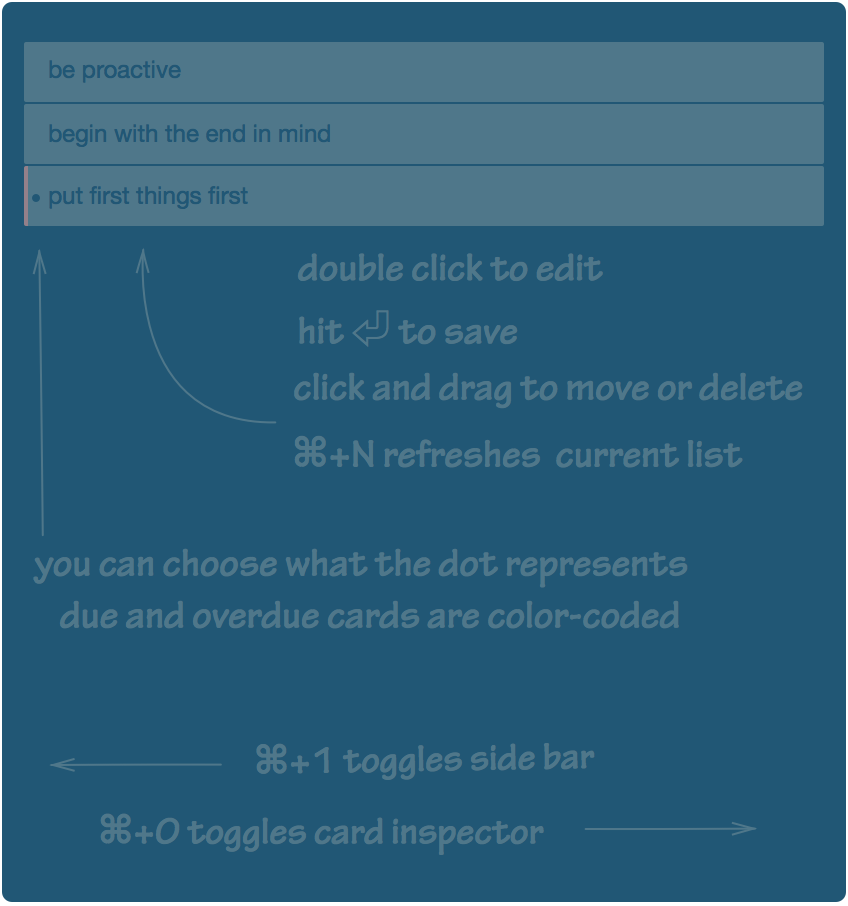 be proactive
begin with the end in mind
• put first things first
double click to edit
hit ⏎ to save
click and drag to move or delete
⌘+N refreshes current list
you can choose what the dot represents
due and overdue cards are color-coded
⌘+1 toggles side bar
⌘+0 toggles card inspector